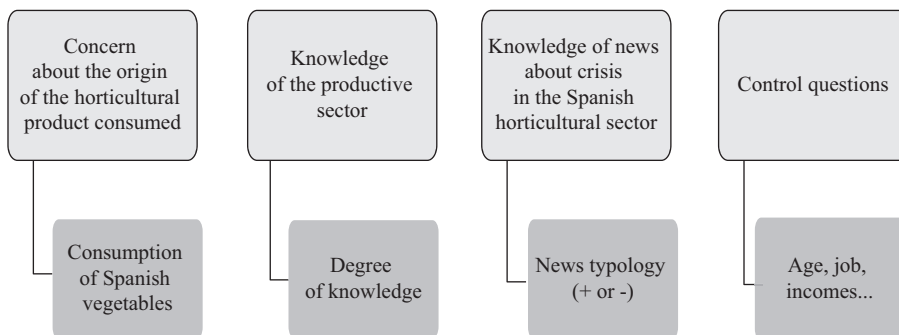 Concern
about the origin
of the horticultural
product consumed
Knowledge
of the productive
sector
Knowledge of news
about crisis
in the Spanish
horticultural sector
Control questions
Consumption
of Spanish
vegetables
Degree
of knowledge
News typology
(+ or -)
Age, job,
incomes...